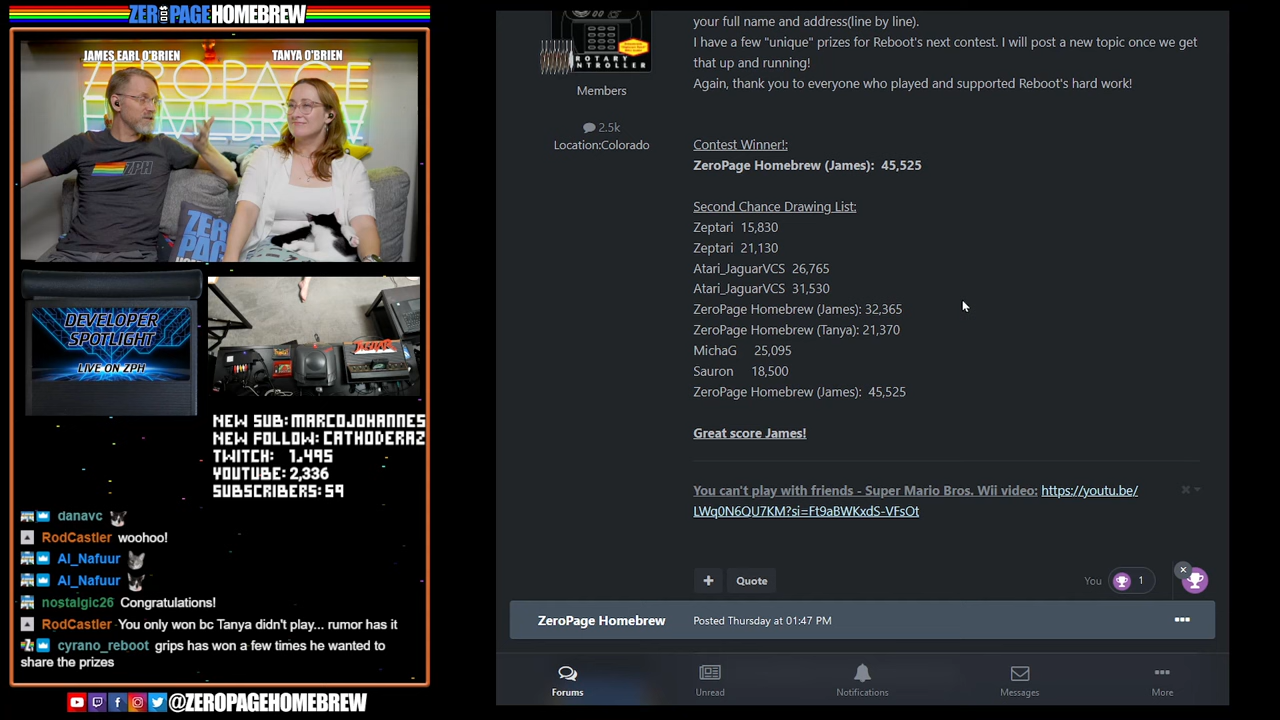 ZEROPAGE HOMEBREW
JAMES EARL O'BRIEN
TANYA O'BRIEN
ZEROPAGE
HOMEBREW
ZPH
DEVELOPER
SPOTLIGHT
LIVE ON ZPH
NEW SUB: MARCOJOHANNES
NEW FOLLOW: CATHODERAZ
TWITCH: 1,495
YOUTUBE: 2,336
SUBSCRIBERS: 59
danavc
RodCastler woohoo!
Al_Nafuur
Al_Nafuur
nostalgic26 Congratulations!
RodCastler You only won bc Tanya didn't play... rumor has it
cyrano_reboot grips has won a few times he wanted to
share the prizes
@ZEROPAGEHOMEBREW
ROTARY
CONTROLLER
Members
2.5k
Location:Colorado
your full name and address(line by line).
I have a few "unique" prizes for Reboot's next contest. I will post a new topic once we get
that up and running!
Again, thank you to everyone who played and supported Reboot's hard work!
Contest Winner!:
ZeroPage Homebrew (James): 45,525
Second Chance Drawing List:
Zeptari 15,830
Zeptari 21,130
Atari_JaguarVCS 26,765
Atari_JaguarVCS 31,530
ZeroPage Homebrew (James): 32,365
ZeroPage Homebrew (Tanya): 21,370
MichaG 25,095
Sauron 18,500
ZeroPage Homebrew (James): 45,525
Great score James!
You can't play with friends - Super Mario Bros. Wii video: https://youtu.be/
LWq0N6QU7KM?si=Ft9aBWKxdS-VFsOt
+ Quote
You 1
ZeroPage Homebrew Posted Thursday at 01:47 PM
Forums
Unread
Notifications
Messages
More